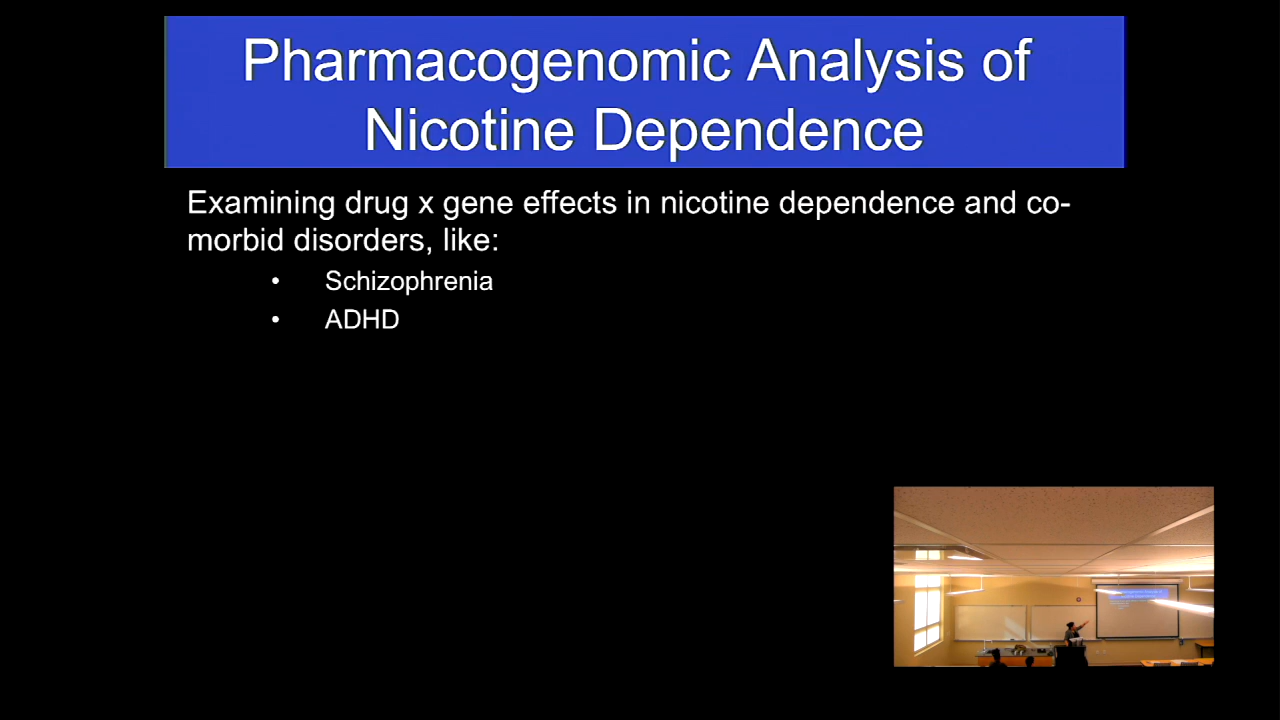 Pharmacogenomic Analysis of
Nicotine Dependence
Examining drug x gene effects in nicotine dependence and co-
morbid disorders, like:
• Schizophrenia
• ADHD